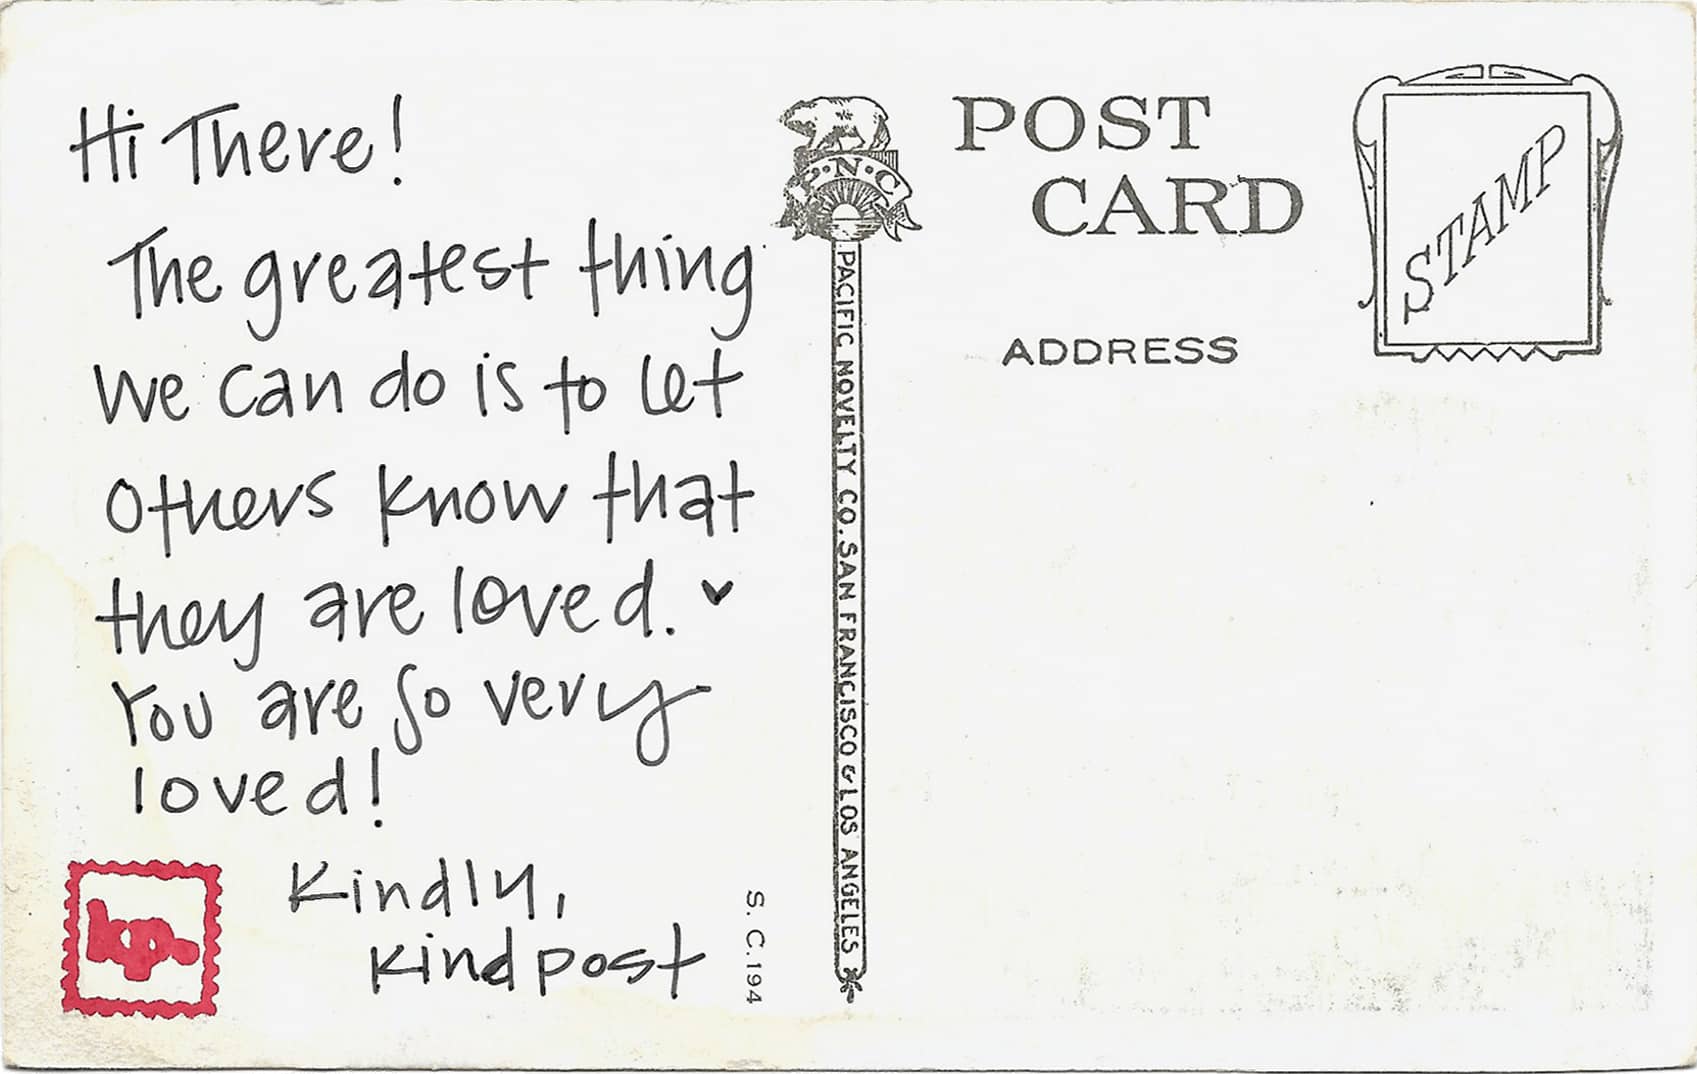 Hi There!
The greatest thing
We can do is to let
others know that
they are loved. ♥
You are so very
loved!
Kindly,
Kindpost
kp.
POST
CARD
ADDRESS
STAMP
P·N·C
PACIFIC NOVELTY CO. SAN FRANCISCO & LOS ANGELES
S. C. 194